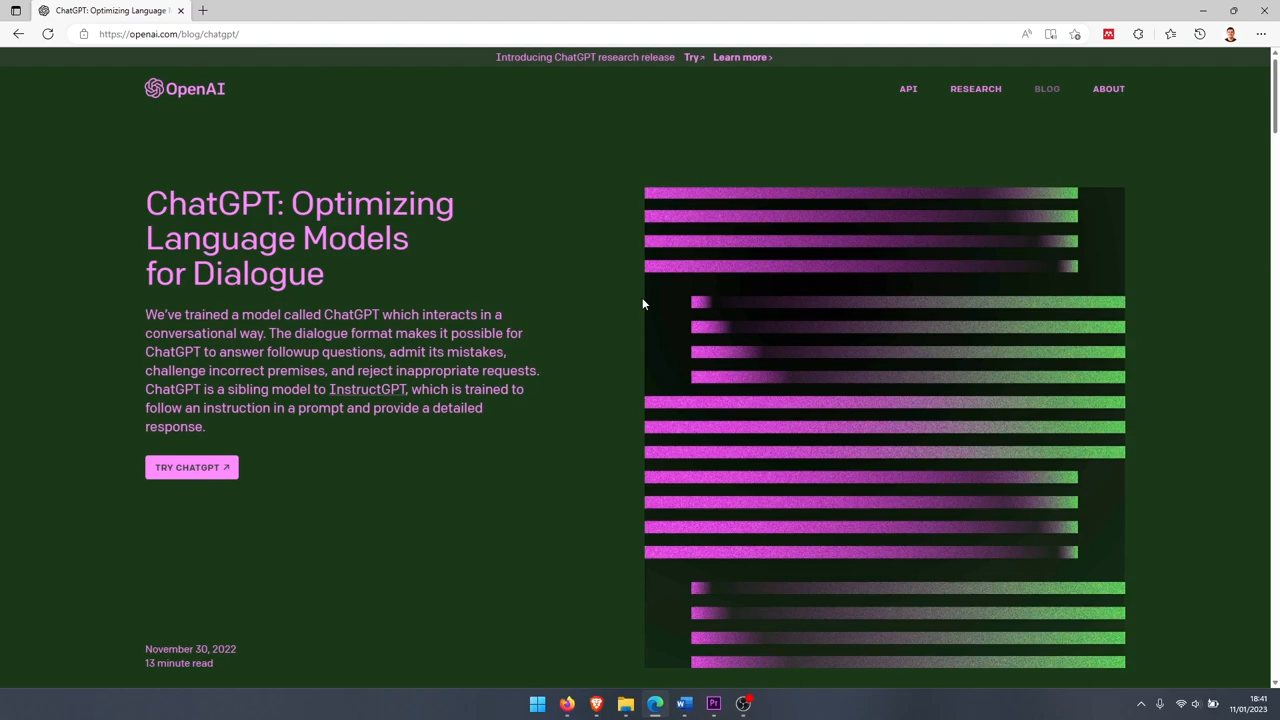 ChatGPT: Optimizing Language
https://openai.com/blog/chatgpt/
Introducing ChatGPT research release Try↗ Learn more >
OpenAI
API RESEARCH BLOG ABOUT
ChatGPT: Optimizing
Language Models
for Dialogue
We’ve trained a model called ChatGPT which interacts in a
conversational way. The dialogue format makes it possible for
ChatGPT to answer followup questions, admit its mistakes,
challenge incorrect premises, and reject inappropriate requests.
ChatGPT is a sibling model to InstructGPT, which is trained to
follow an instruction in a prompt and provide a detailed
response.
TRY CHATGPT ↗
November 30, 2022
13 minute read
18:41
11/01/2023